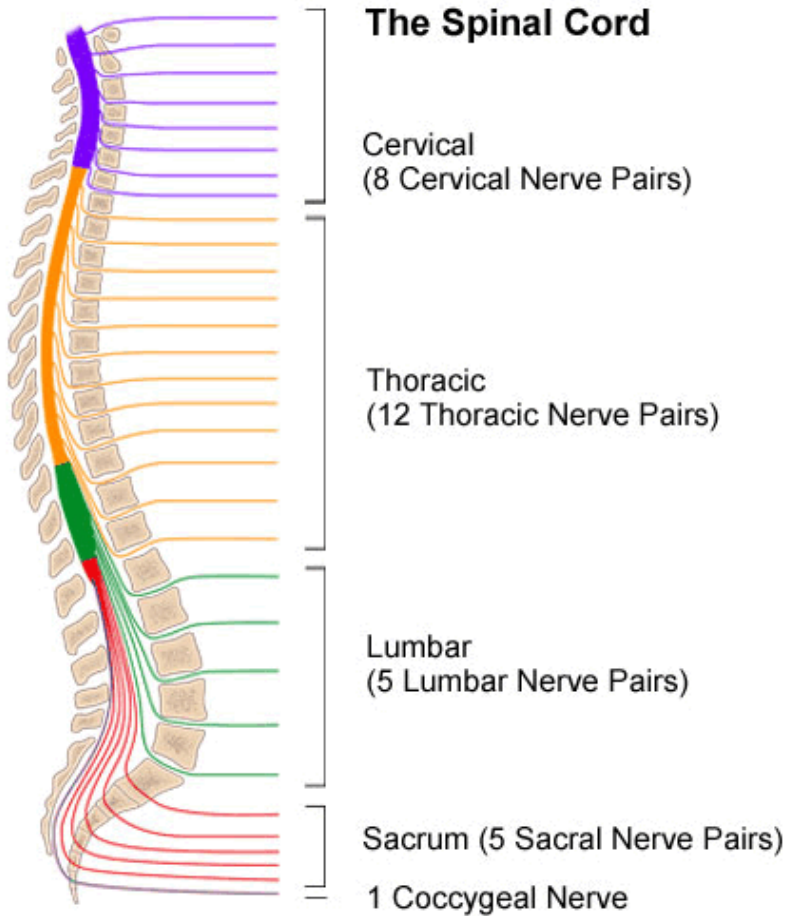 The Spinal Cord
Cervical
(8 Cervical Nerve Pairs)
Thoracic
(12 Thoracic Nerve Pairs)
Lumbar
(5 Lumbar Nerve Pairs)
Sacrum (5 Sacral Nerve Pairs)
1 Coccygeal Nerve